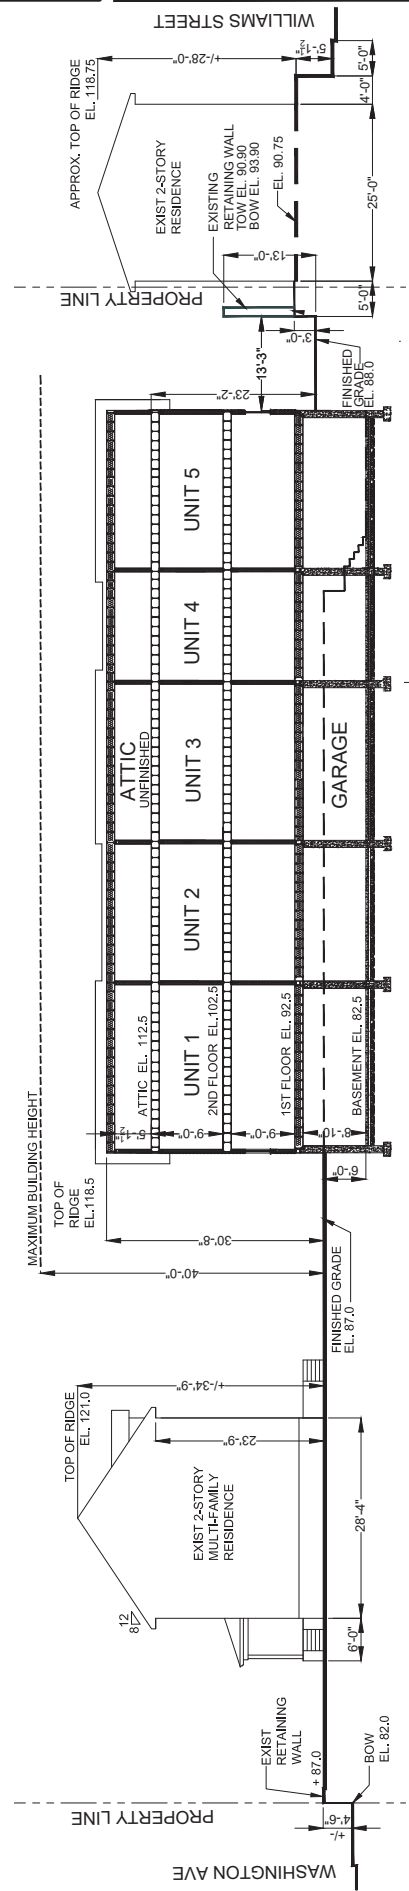 WILLIAMS STREET
5'-1 1/2"
5'-0"
4'-0"
+/-28'-0"
APPROX. TOP OF RIDGE
EL. 118.75
EXIST 2-STORY
RESIDENCE
25'-0"
EXISTING
RETAINING WALL
TOW EL. 90.90
BOW EL. 93.90
EL. 90.75
13'-0"
PROPERTY LINE
5'-0"
3'-0"
13'-3"
FINISHED
GRADE
EL. 88.0
23'-2"
UNIT 5
UNIT 4
ATTIC
UNFINISHED
UNIT 3
GARAGE
UNIT 2
UNIT 1
ATTIC EL. 112.5
2ND FLOOR EL.102.5
1ST FLOOR EL. 92.5
BASEMENT EL. 82.5
5'-1 1/2"
9'-0"
9'-0"
8'-10"
6'-0"
MAXIMUM BUILDING HEIGHT
TOP OF
RIDGE
EL.118.5
30'-8"
40'-0"
FINISHED GRADE
EL. 87.0
TOP OF RIDGE
EL. 121.0
+/-34'-9"
23'-9"
EXIST 2-STORY
MULTI-FAMILY
REISIDENCE
28'-4"
12
8
6'-0"
EXIST
RETAINING
WALL
+ 87.0
BOW
EL. 82.0
PROPERTY LINE
+/-
4'-6"
WASHINGTON AVE